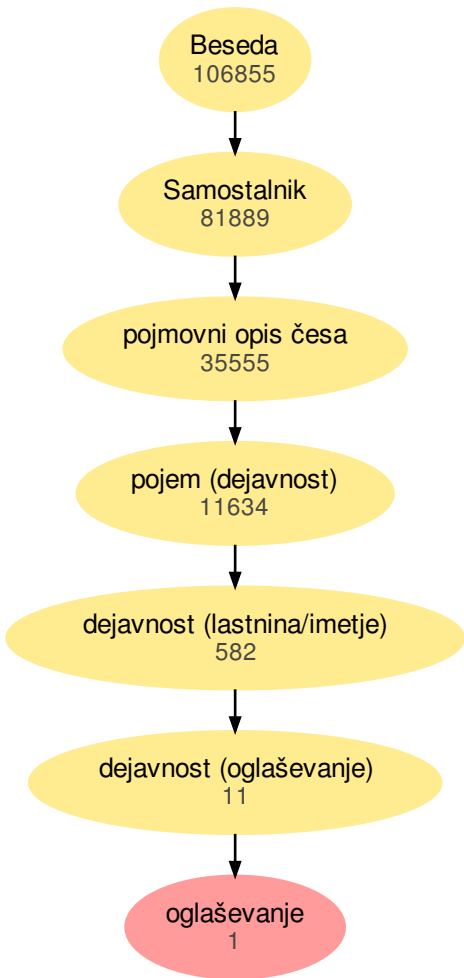 Beseda
106855
Samostalnik
81889
pojmovni opis česa
35555
pojem (dejavnost)
11634
dejavnost (lastnina/imetje)
582
dejavnost (oglaševanje)
11
oglaševanje
1